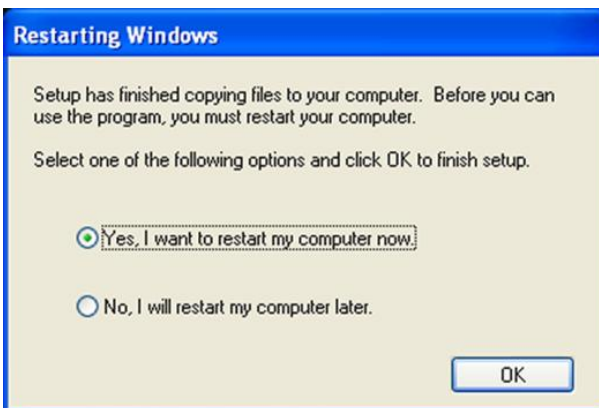 Restarting Windows
Setup has finished copying files to your computer. Before you can
use the program, you must restart your computer.
Select one of the following options and click OK to finish setup.
Yes, I want to restart my computer now.
No, I will restart my computer later.
OK